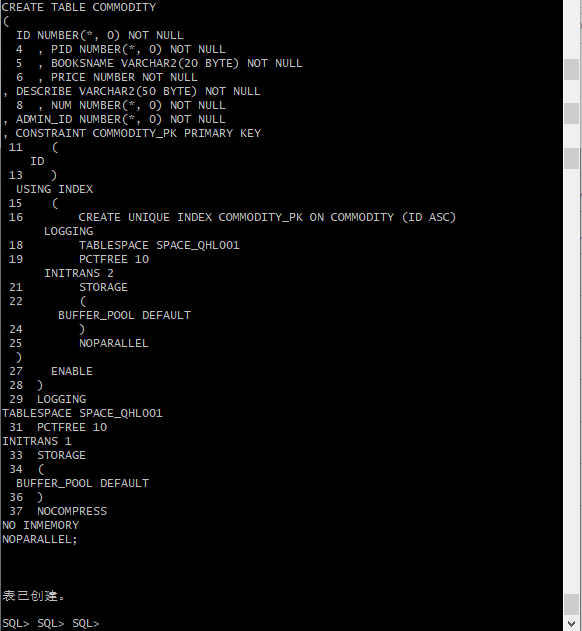 CREATE TABLE COMMODITY
(
  ID NUMBER(*, 0) NOT NULL
  4  , PID NUMBER(*, 0) NOT NULL
  5  , BOOKSNAME VARCHAR2(20 BYTE) NOT NULL
  6  , PRICE NUMBER NOT NULL
, DESCRIBE VARCHAR2(50 BYTE) NOT NULL
  8  , NUM NUMBER(*, 0) NOT NULL
, ADMIN_ID NUMBER(*, 0) NOT NULL
, CONSTRAINT COMMODITY_PK PRIMARY KEY
 11    (
    ID
 13    )
  USING INDEX
 15    (
 16        CREATE UNIQUE INDEX COMMODITY_PK ON COMMODITY (ID ASC)
      LOGGING
 18        TABLESPACE SPACE_QHL001
 19        PCTFREE 10
      INITRANS 2
 21        STORAGE
 22        (
        BUFFER_POOL DEFAULT
 24        )
 25        NOPARALLEL
  )
 27    ENABLE
 28  )
 29  LOGGING
TABLESPACE SPACE_QHL001
 31  PCTFREE 10
INITRANS 1
 33  STORAGE
 34  (
  BUFFER_POOL DEFAULT
 36  )
 37  NOCOMPRESS
NO INMEMORY
NOPARALLEL;
表已创建。
SQL> SQL> SQL>